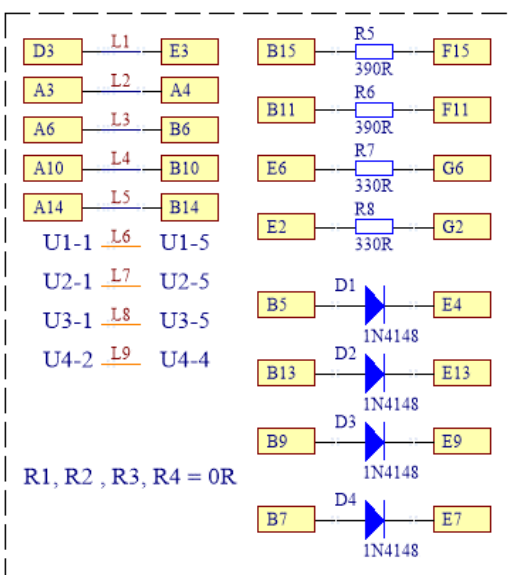 D3 L1 E3
A3 L2 A4
A6 L3 B6
A10 L4 B10
A14 L5 B14
U1-1 L6 U1-5
U2-1 L7 U2-5
U3-1 L8 U3-5
U4-2 L9 U4-4
R1, R2 , R3, R4 = 0R
R5
B15 F15
390R
R6
B11 F11
390R
R7
E6 G6
330R
R8
E2 G2
330R
D1
B5 E4
1N4148
D2
B13 E13
1N4148
D3
B9 E9
1N4148
D4
B7 E7
1N4148